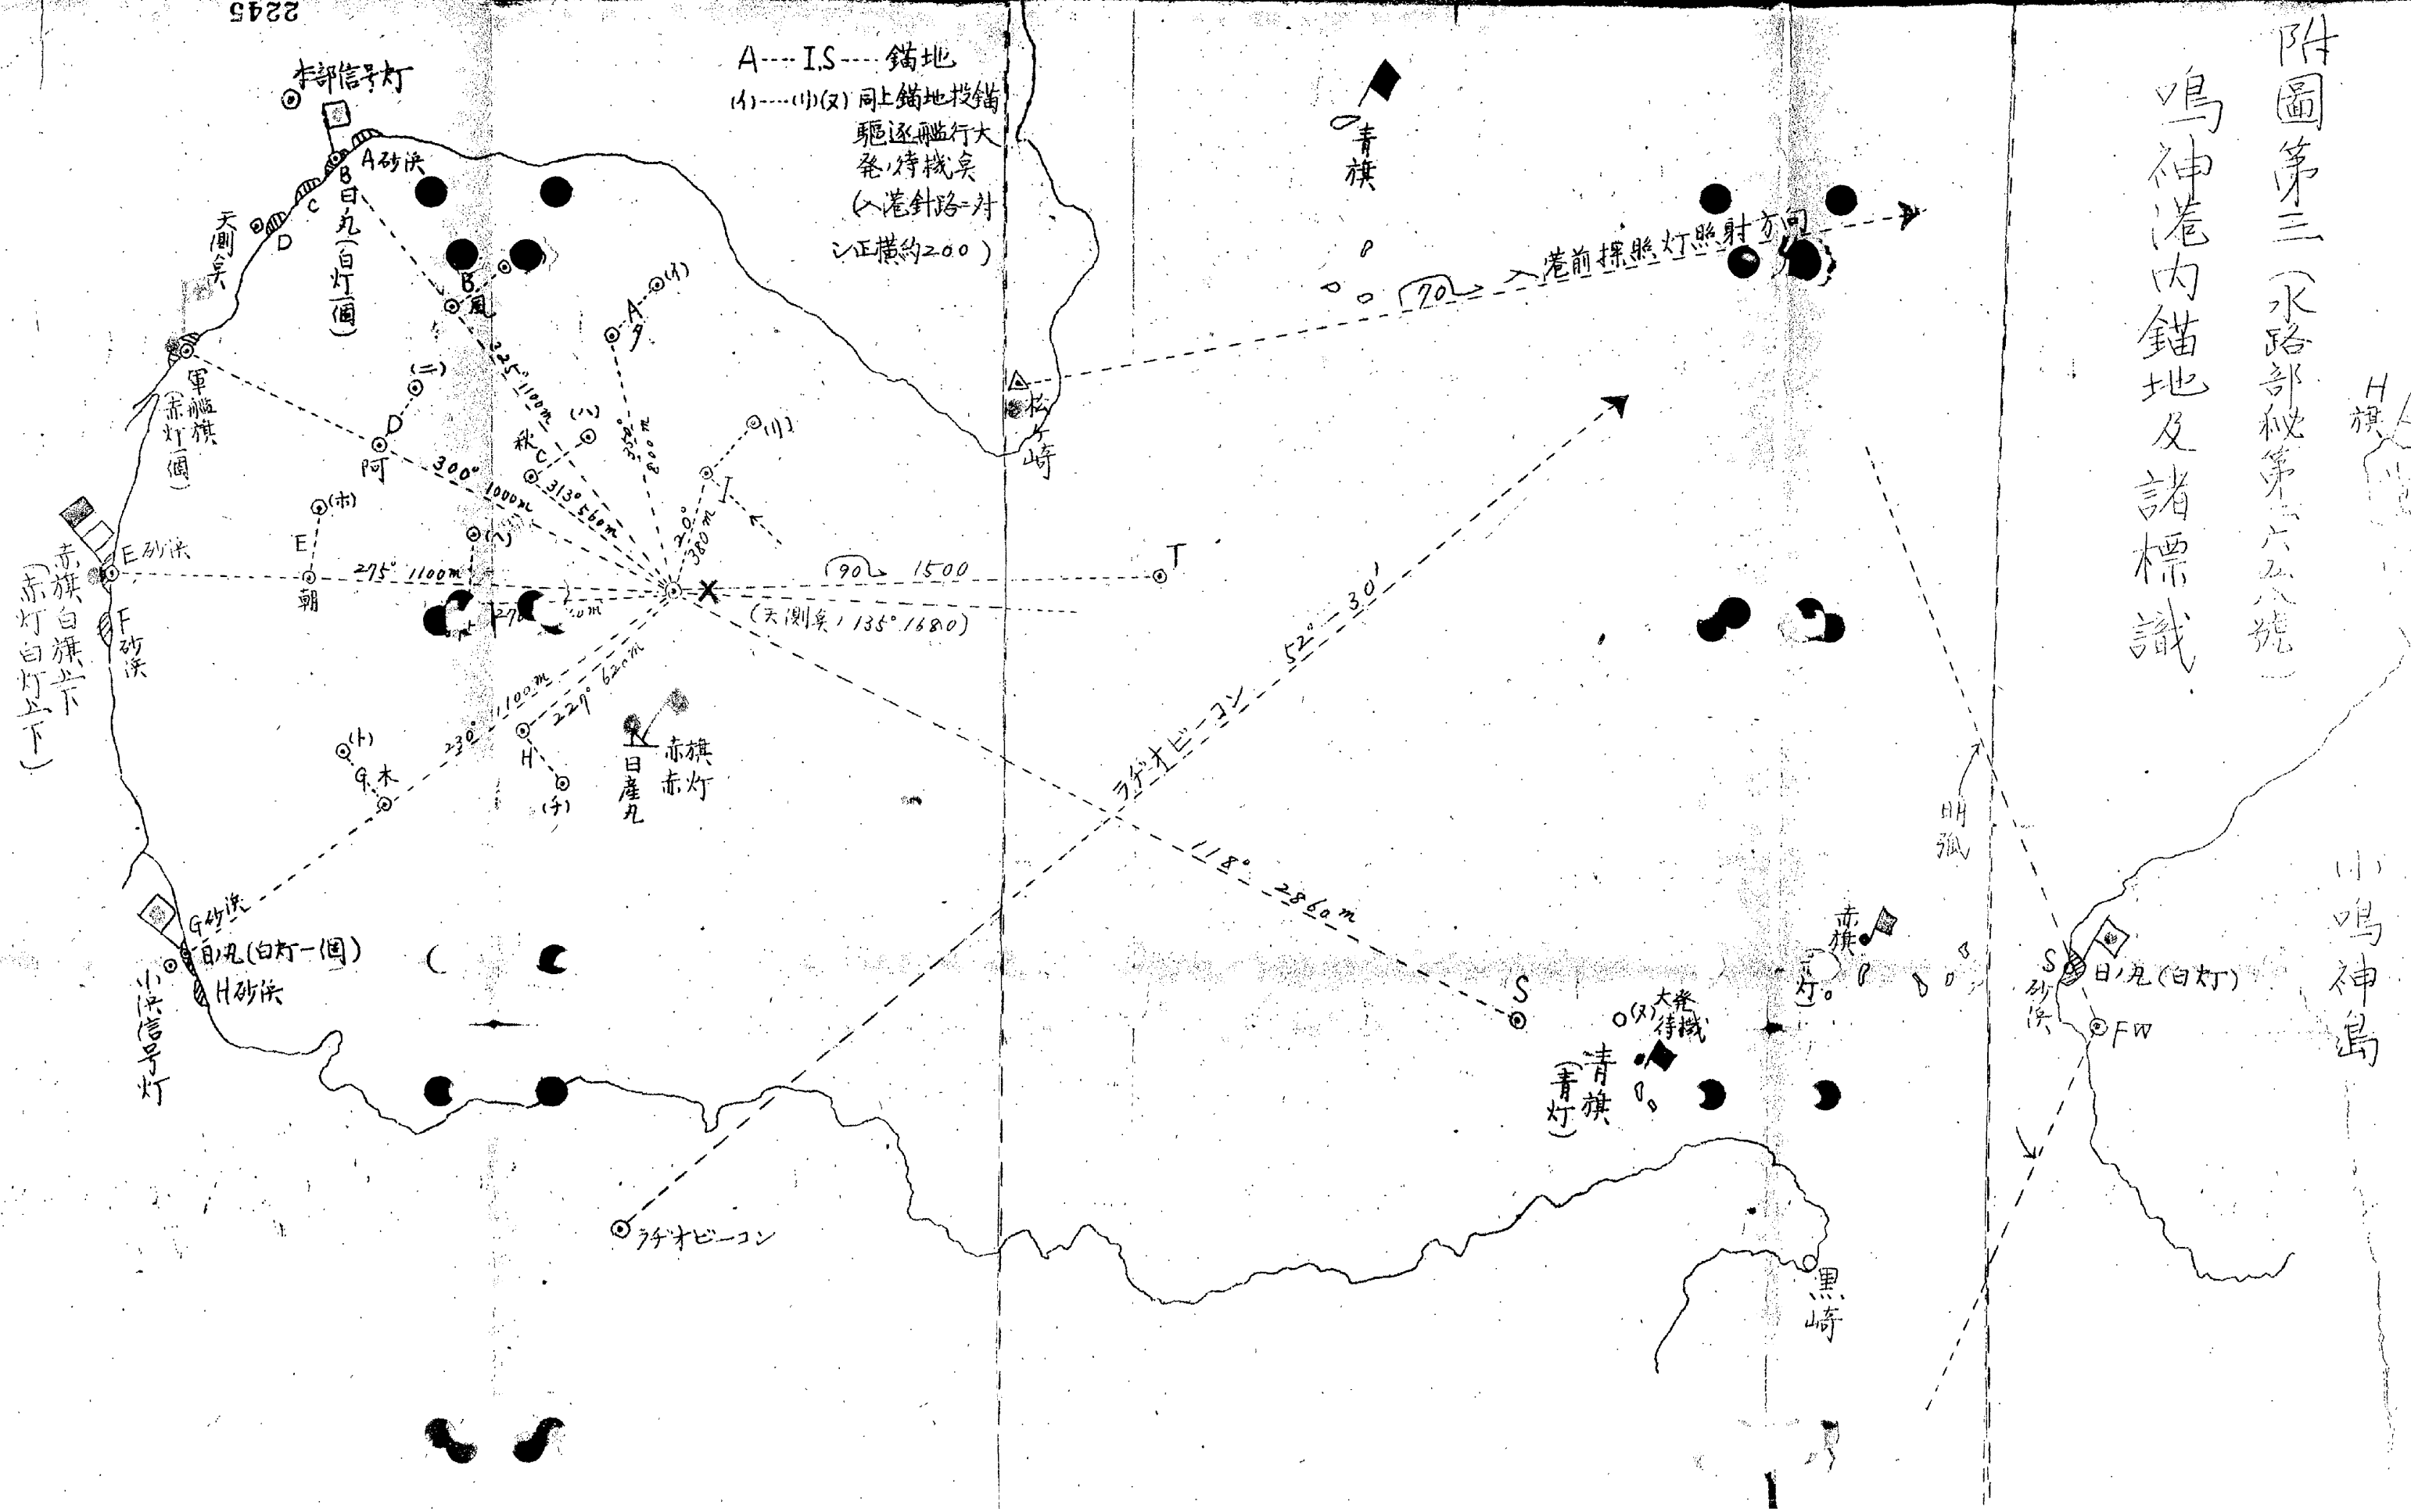 附圖第三(水路部秘第六五八號)
鳴神港内錨地及諸標識
2245
A----I,S----錨地
(イ)----(リ)(ヌ)同上錨地投錨
驅逐艦行大
発ノ待機点
(入港針路ニ対
シ正横約200)
本部信号灯
A砂浜
B
日ノ丸(白灯一個)
C
D
天測点
軍艦旗
(赤灯一個)
E砂浜
赤旗白旗上下
(赤灯白灯上下)
F砂浜
G砂浜
日ノ丸(白灯一個)
H砂浜
小浜信号灯
B
風
325° 1100m
(イ)
A
夕
800m
(ニ)
D
阿
300° 1000m
(ハ)
秋
C
313° 560m
(リ)
I
20°
380m
(ホ)
E
朝
275° 1100m
(ヘ)
270
90 1500
T
(天測点ノ135° 1680)
1100m
230°
227° 620m
(ト)
G
木
H
(チ)
日産丸
赤旗
赤灯
ラヂオビーコン
ラヂオビーコン
52° 30'
118° 2860m
松ヶ崎
70
入港前探照灯照射方向
青旗
S
(ヌ)
大発
待機
青旗
(青灯)
赤旗
黒崎
明弧
S砂浜
日ノ丸(白灯)
FW
小鳴神島
H
旗